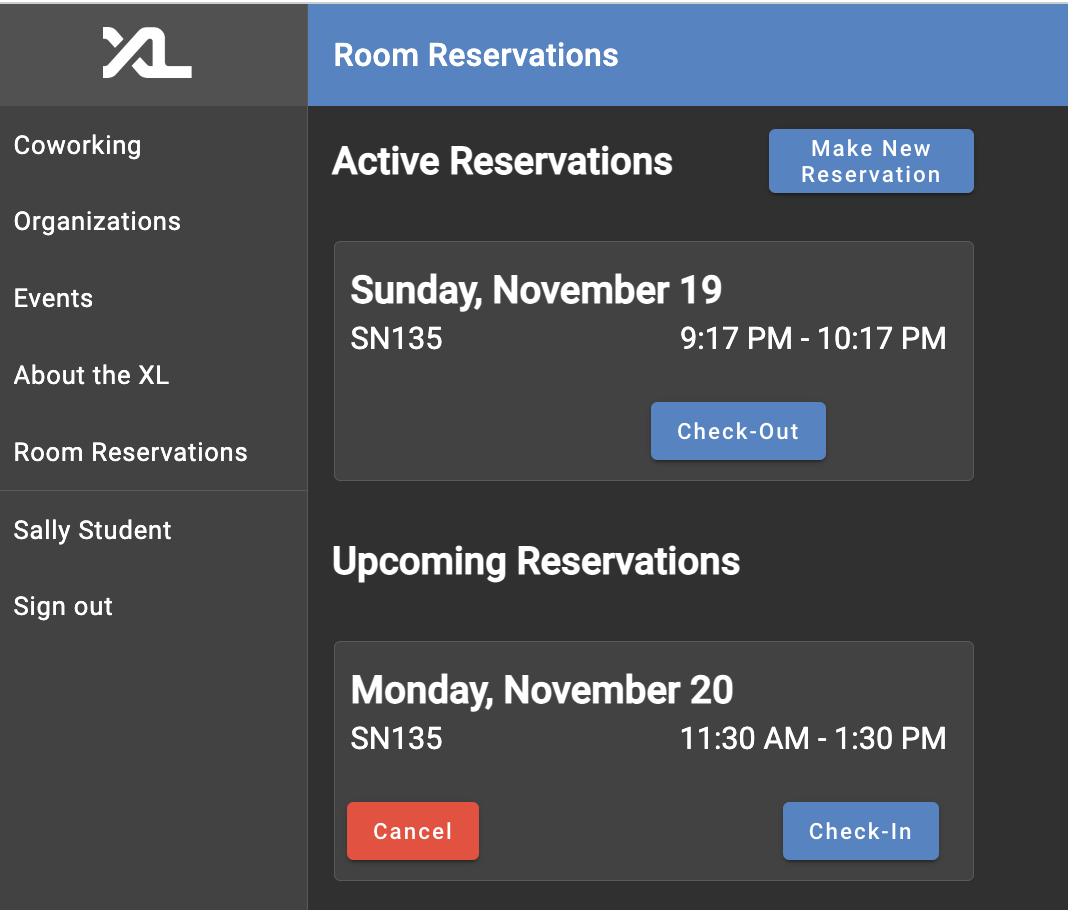 XL
Room Reservations
Coworking
Organizations
Events
About the XL
Room Reservations
Sally Student
Sign out
Active Reservations
Make New
Reservation
Sunday, November 19
SN135 9:17 PM - 10:17 PM
Check-Out
Upcoming Reservations
Monday, November 20
SN135 11:30 AM - 1:30 PM
Cancel Check-In